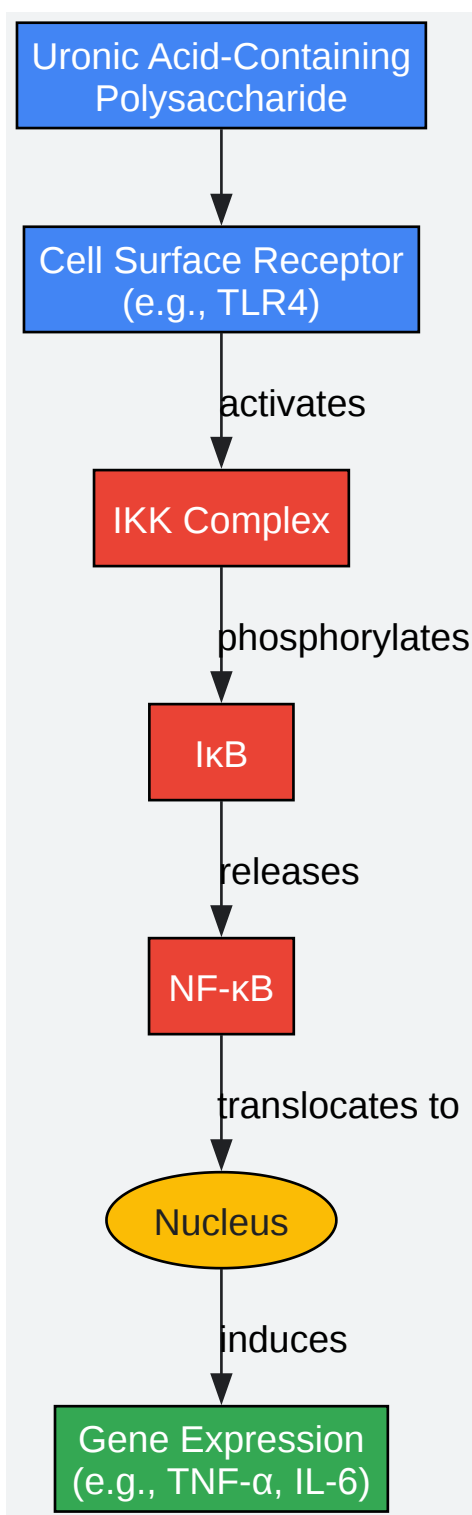 Uronic Acid-Containing
Polysaccharide
Cell Surface Receptor
(e.g., TLR4)
activates
IKK Complex
phosphorylates
IκB
releases
NF-κB
translocates to
Nucleus
induces
Gene Expression
(e.g., TNF-α, IL-6)